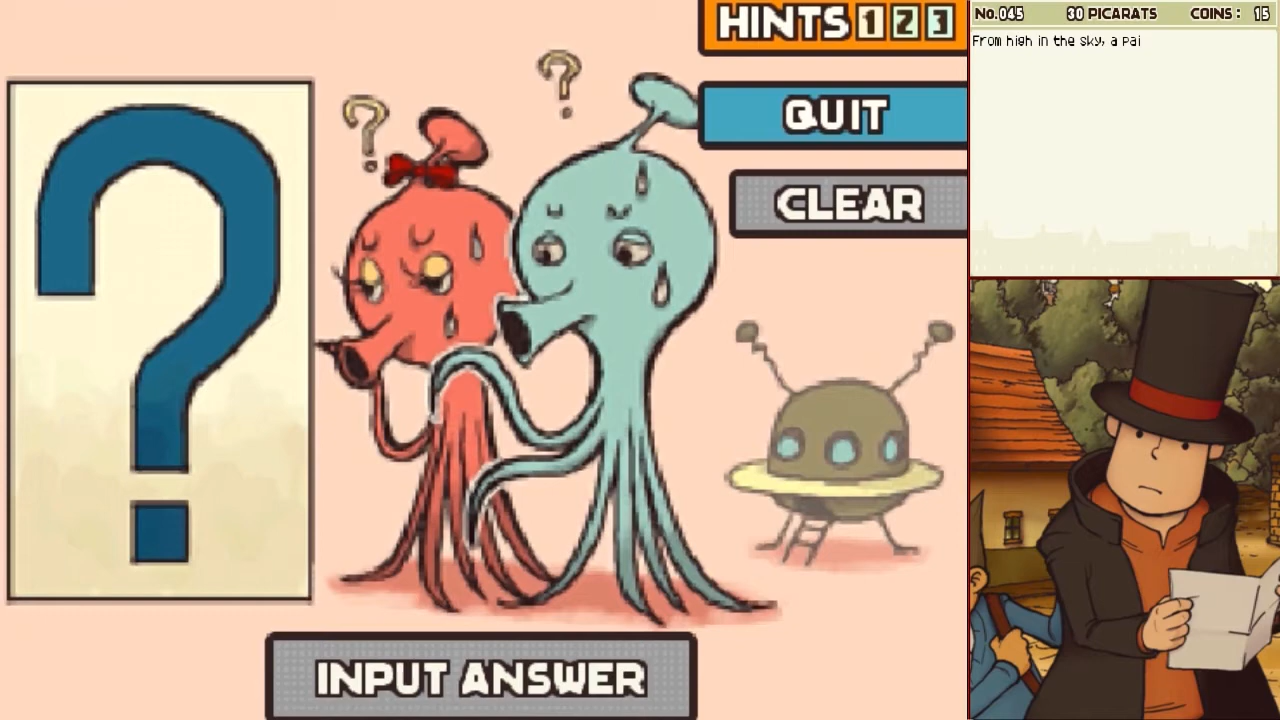 HINTS 1 2 3
QUIT
CLEAR
INPUT ANSWER
No.045 30 PICARATS COINS: 15
From high in the sky, a pai